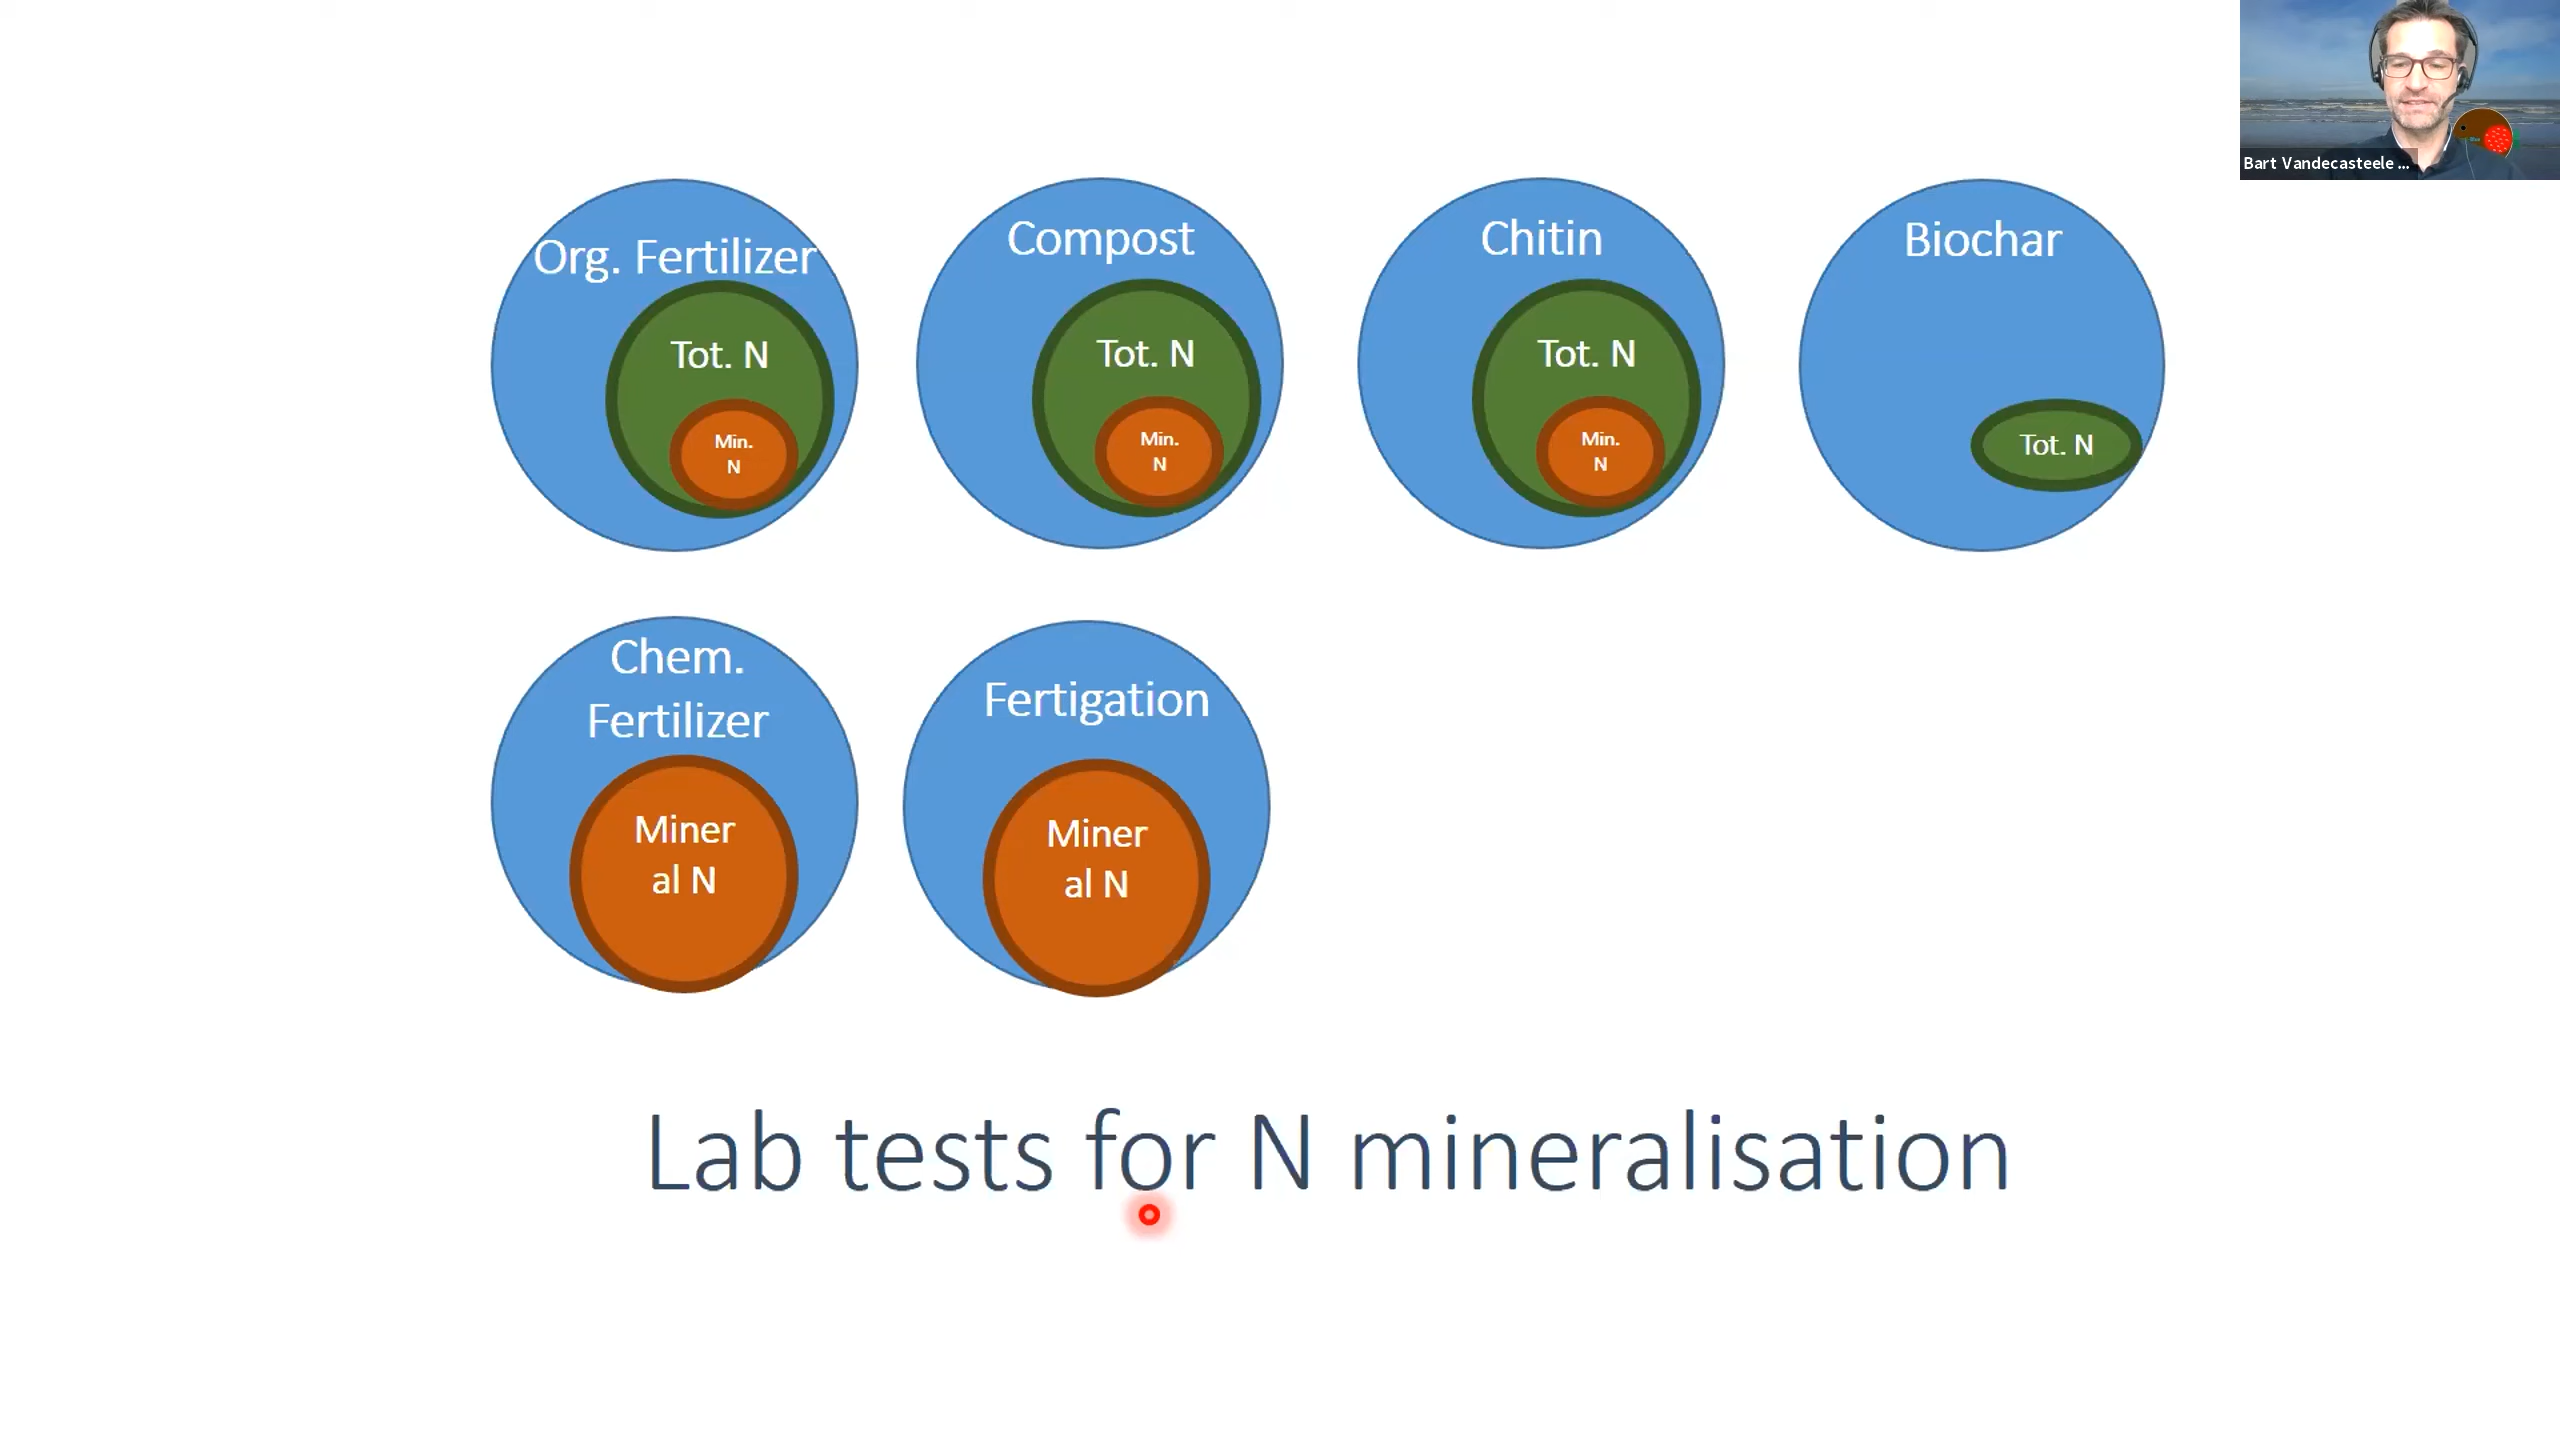 Bart Vandecasteele ...
Org. Fertilizer
Tot. N
Min.
N
Compost
Tot. N
Min.
N
Chitin
Tot. N
Min.
N
Biochar
Tot. N
Chem.
Fertilizer
Miner
al N
Fertigation
Miner
al N
Lab tests for N mineralisation